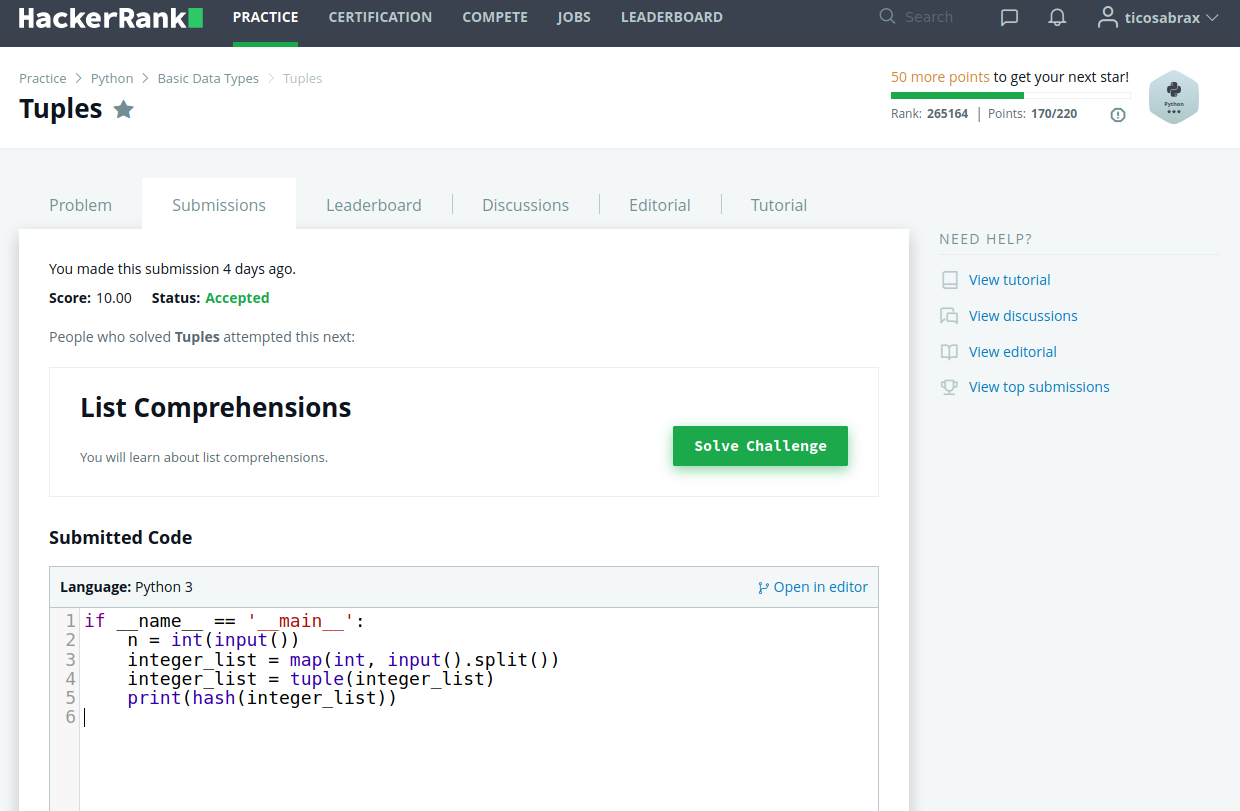 HackerRank PRACTICE CERTIFICATION COMPETE JOBS LEADERBOARD Search ticosabrax
Practice > Python > Basic Data Types > Tuples
Tuples
50 more points to get your next star!
Rank: 265164 | Points: 170/220
Python
Problem Submissions Leaderboard Discussions Editorial Tutorial
You made this submission 4 days ago.
Score: 10.00 Status: Accepted
People who solved Tuples attempted this next:
List Comprehensions
You will learn about list comprehensions.
Solve Challenge
Submitted Code
Language: Python 3 Open in editor
1 if __name__ == '__main__':
2     n = int(input())
3     integer_list = map(int, input().split())
4     integer_list = tuple(integer_list)
5     print(hash(integer_list))
6
NEED HELP?
View tutorial
View discussions
View editorial
View top submissions